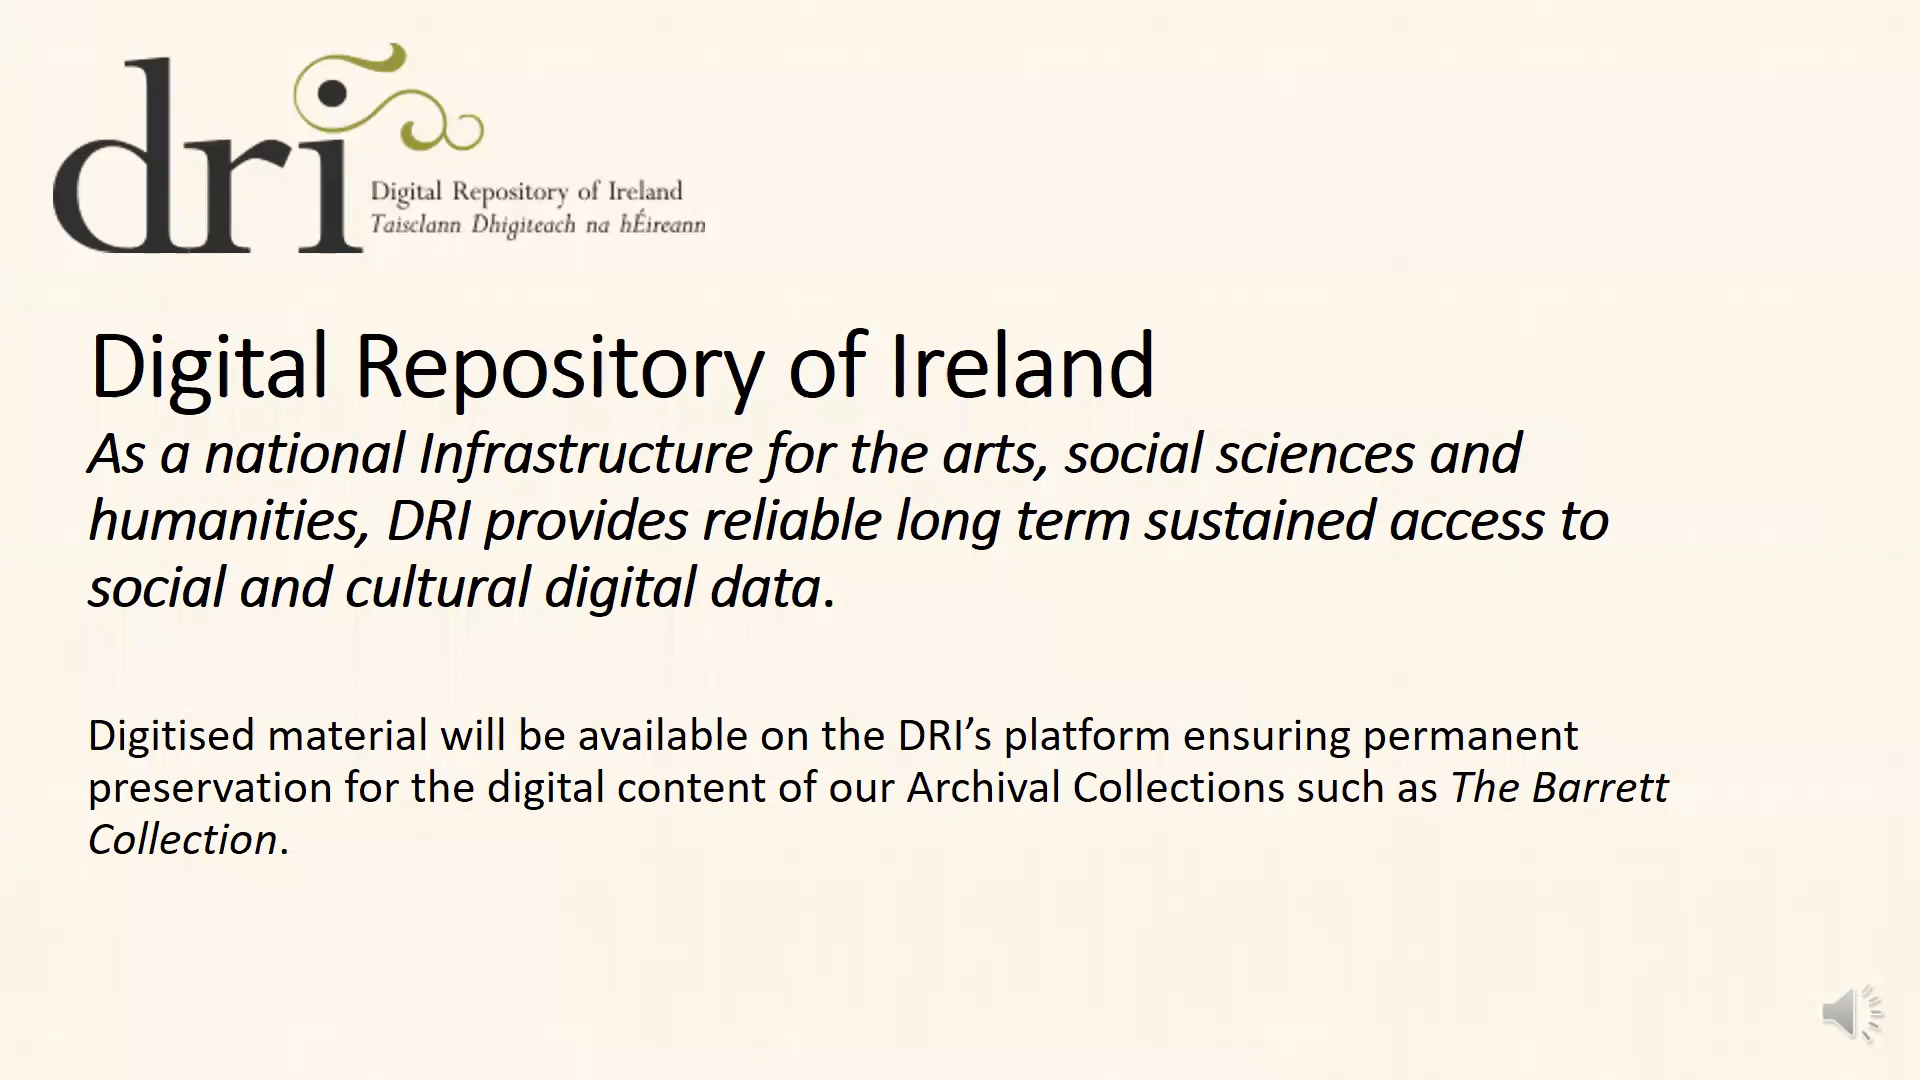 dri
Digital Repository of Ireland
Taisclann Dhigiteach na hÉireann
Digital Repository of Ireland
As a national Infrastructure for the arts, social sciences and
humanities, DRI provides reliable long term sustained access to
social and cultural digital data.
Digitised material will be available on the DRI’s platform ensuring permanent
preservation for the digital content of our Archival Collections such as The Barrett
Collection.